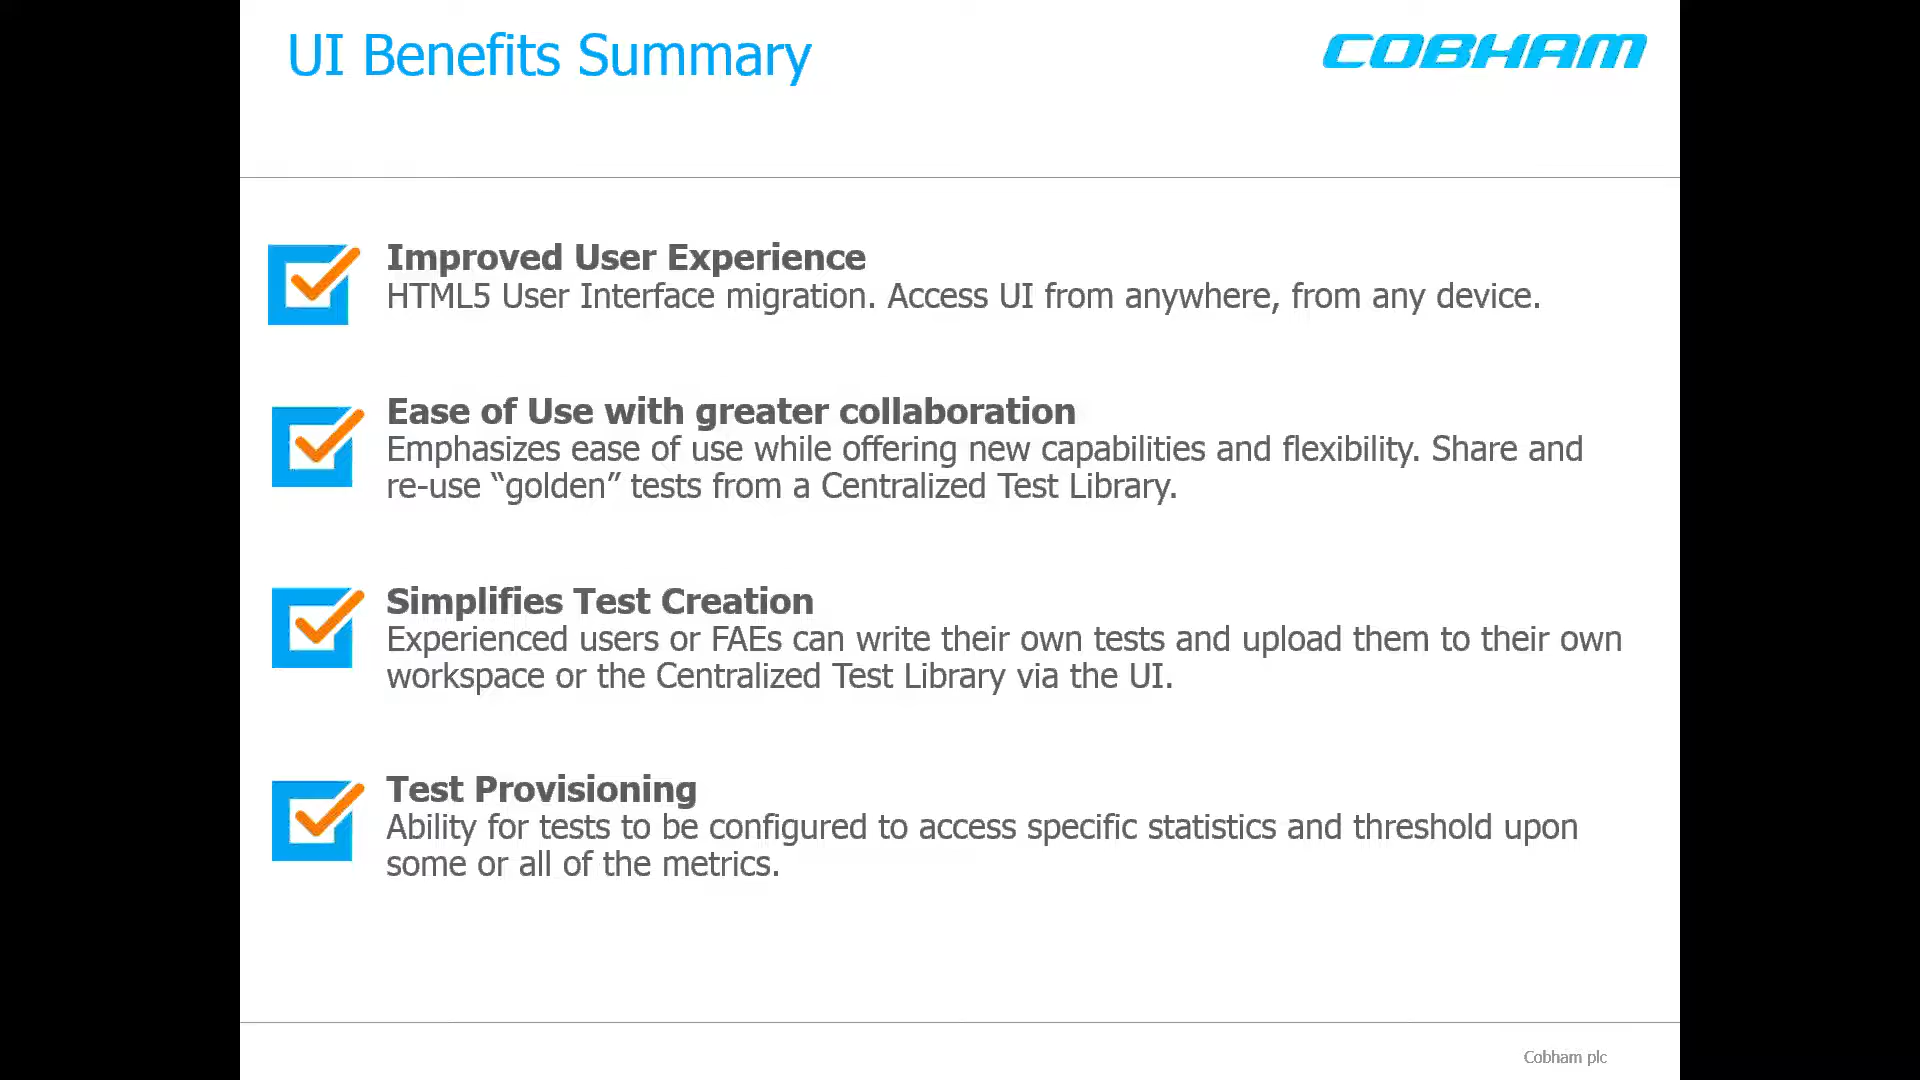 UI Benefits Summary
COBHAM
Improved User Experience
HTML5 User Interface migration. Access UI from anywhere, from any device.
Ease of Use with greater collaboration
Emphasizes ease of use while offering new capabilities and flexibility. Share and
re-use “golden” tests from a Centralized Test Library.
Simplifies Test Creation
Experienced users or FAEs can write their own tests and upload them to their own
workspace or the Centralized Test Library via the UI.
Test Provisioning
Ability for tests to be configured to access specific statistics and threshold upon
some or all of the metrics.
Cobham plc